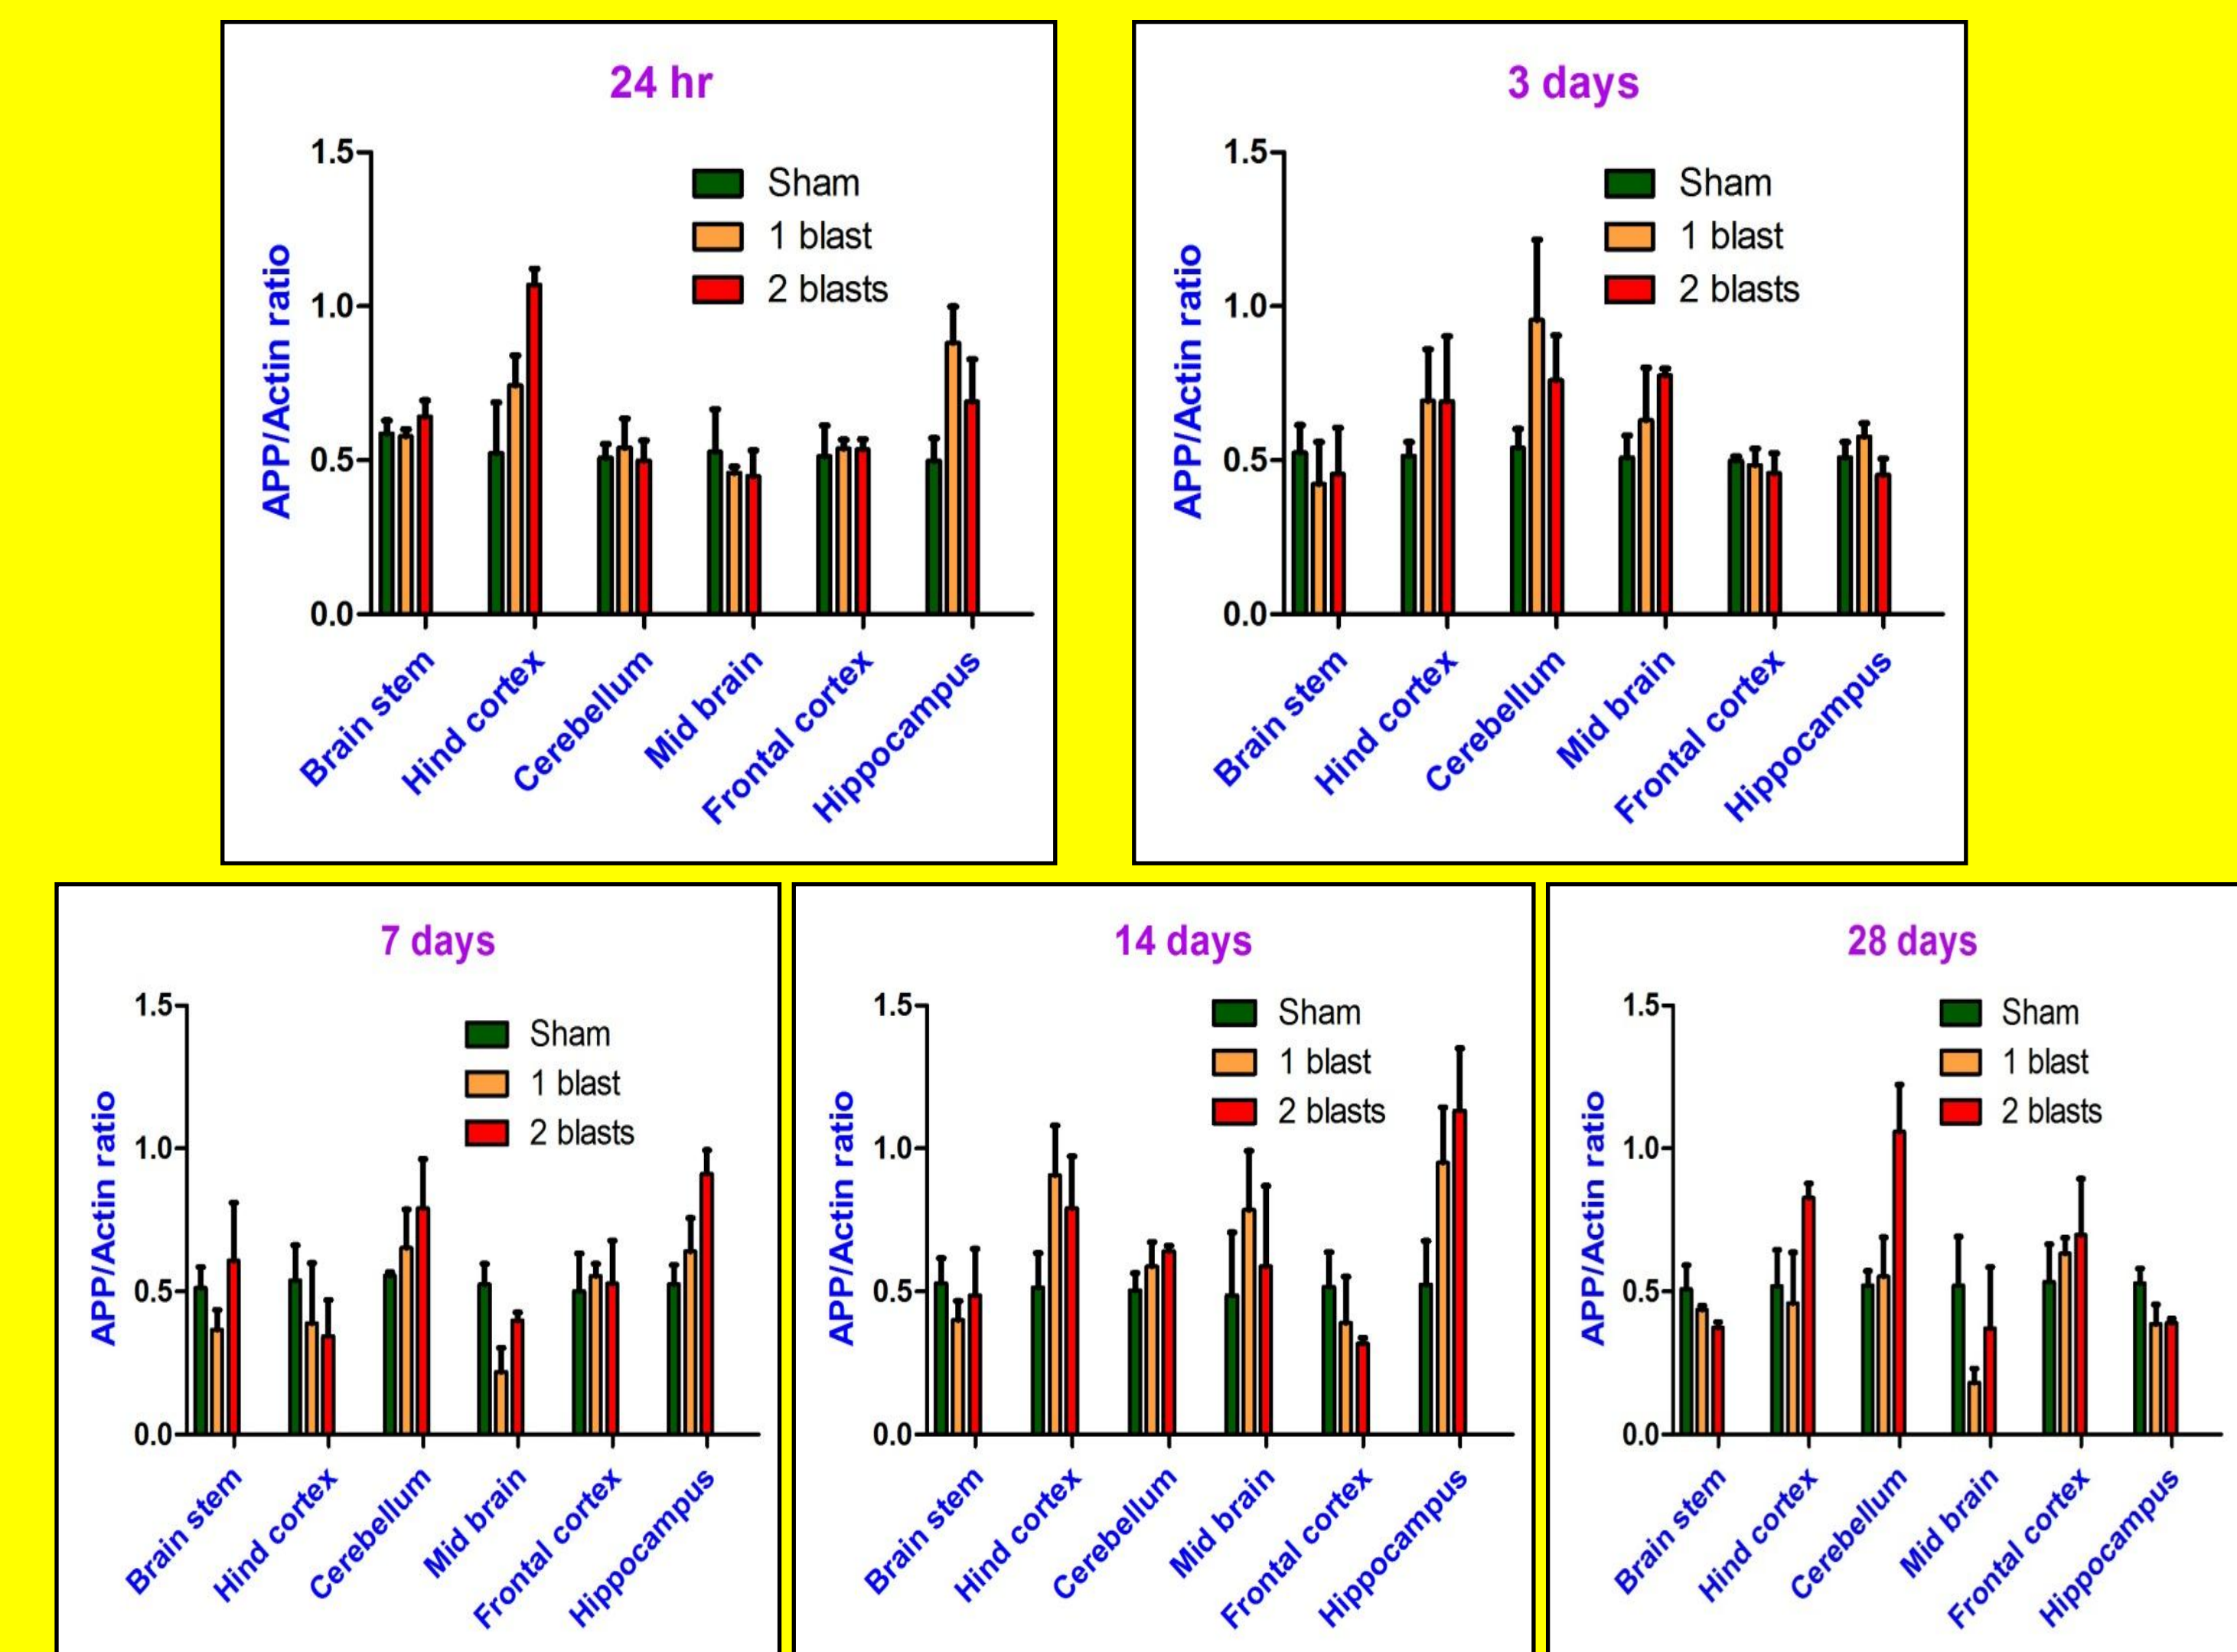 24 hr
1.5
1.0
0.5
0.0
APP/Actin ratio
Sham
1 blast
2 blasts
Brain stem
Hind cortex
Cerebellum
Mid brain
Frontal cortex
Hippocampus
3 days
1.5
1.0
0.5
0.0
APP/Actin ratio
Sham
1 blast
2 blasts
Brain stem
Hind cortex
Cerebellum
Mid brain
Frontal cortex
Hippocampus
7 days
1.5
1.0
0.5
0.0
APP/Actin ratio
Sham
1 blast
2 blasts
Brain stem
Hind cortex
Cerebellum
Mid brain
Frontal cortex
Hippocampus
14 days
1.5
1.0
0.5
0.0
APP/Actin ratio
Sham
1 blast
2 blasts
Brain stem
Hind cortex
Cerebellum
Mid brain
Frontal cortex
Hippocampus
28 days
1.5
1.0
0.5
0.0
APP/Actin ratio
Sham
1 blast
2 blasts
Brain stem
Hind cortex
Cerebellum
Mid brain
Frontal cortex
Hippocampus